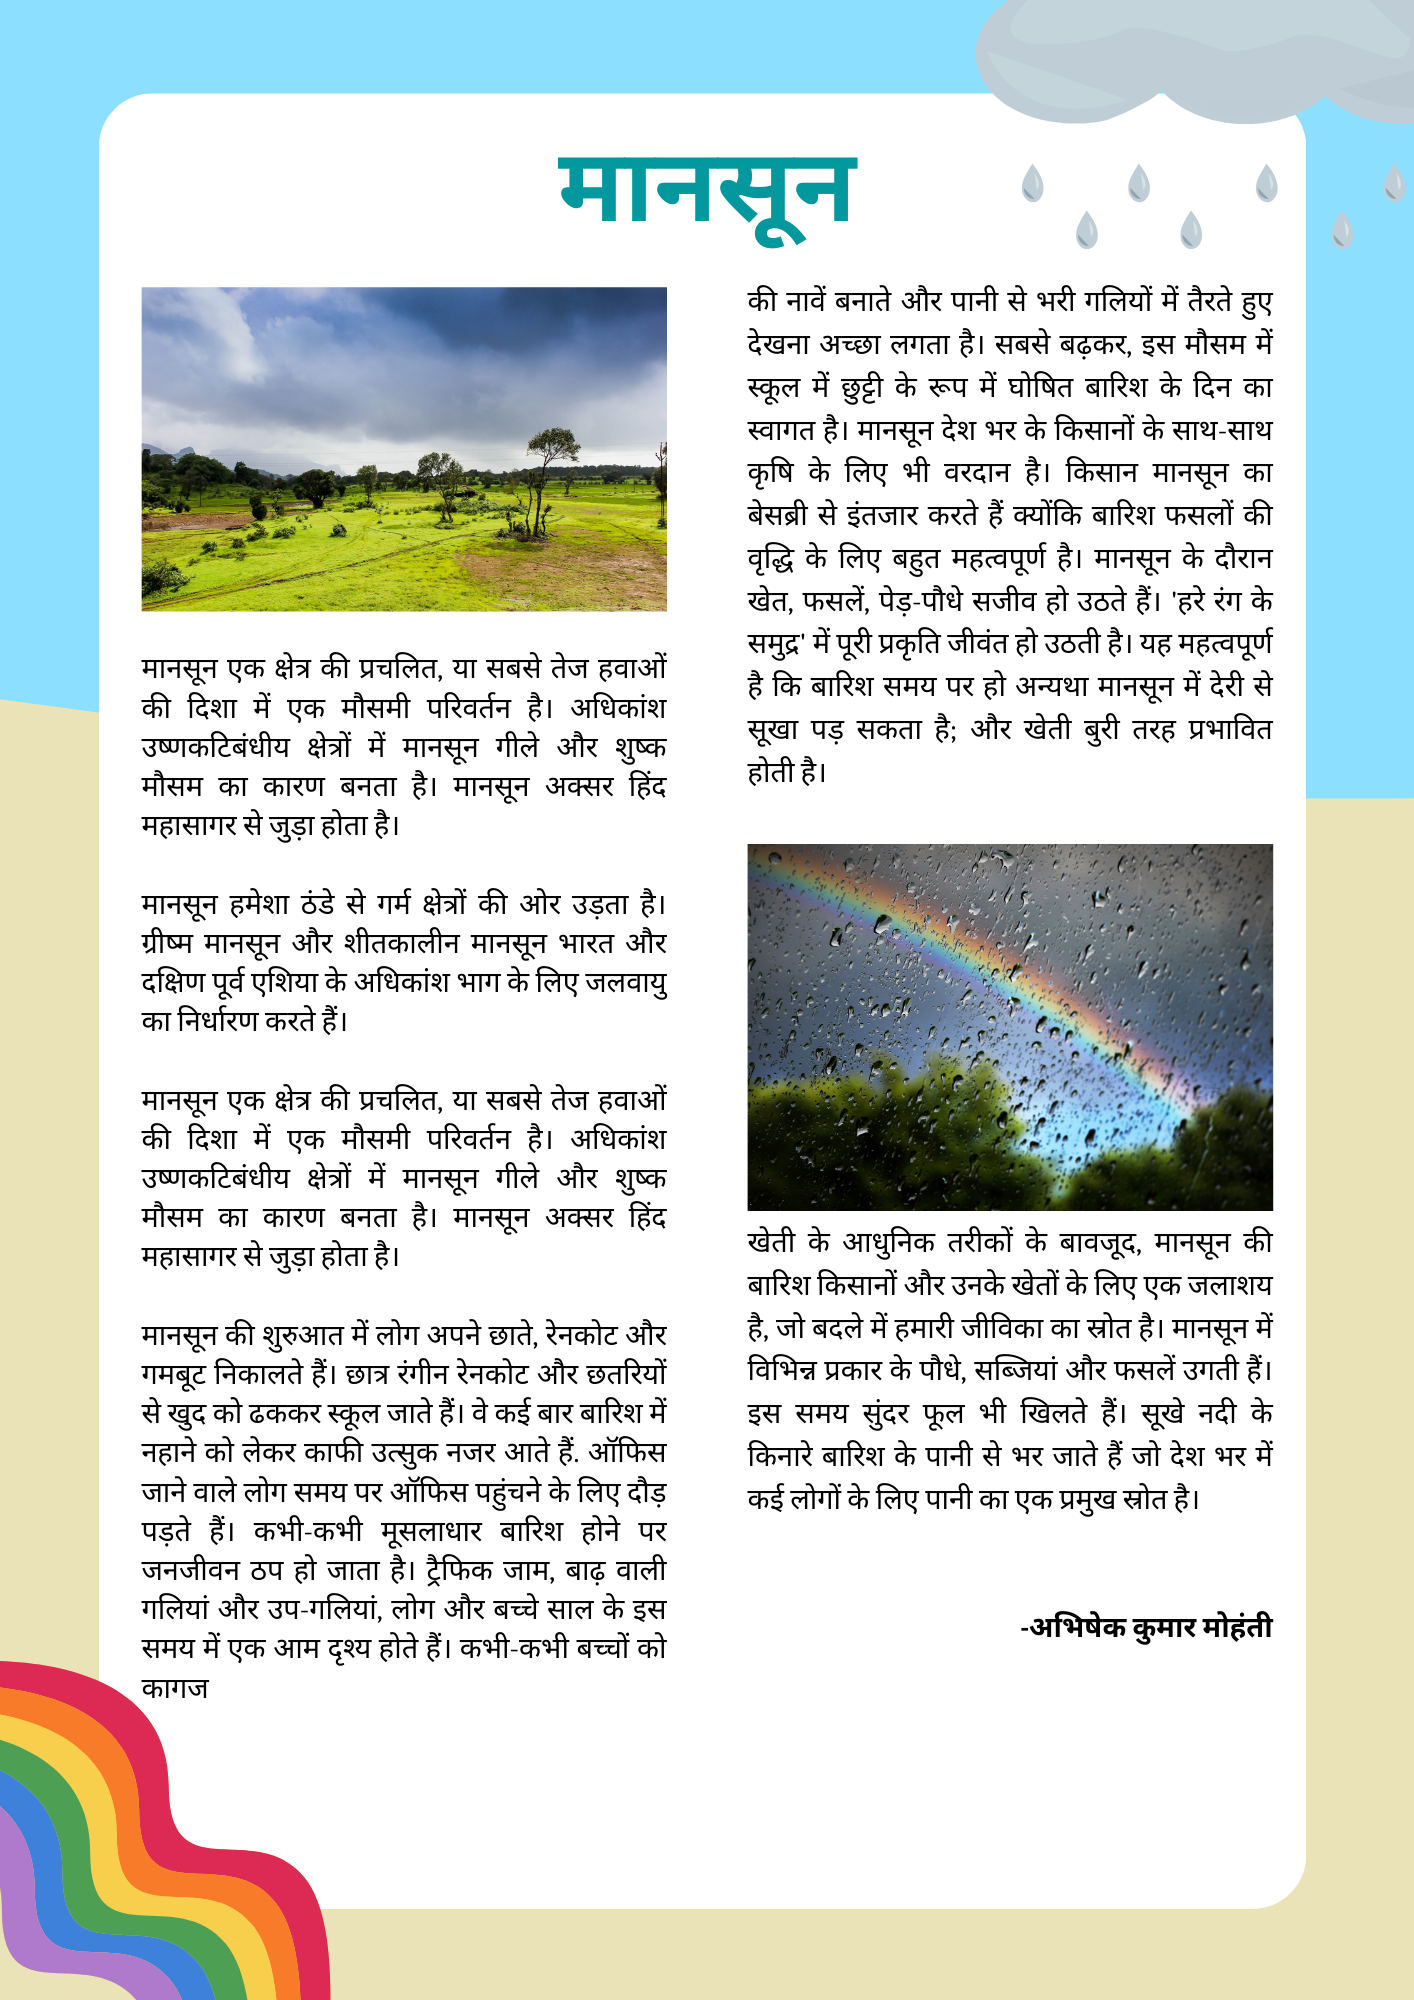 मानसून
मानसून एक क्षेत्र की प्रचलित, या सबसे तेज हवाओं
की दिशा में एक मौसमी परिवर्तन है। अधिकांश
उष्णकटिबंधीय क्षेत्रों में मानसून गीले और शुष्क
मौसम का कारण बनता है। मानसून अक्सर हिंद
महासागर से जुड़ा होता है।
मानसून हमेशा ठंडे से गर्म क्षेत्रों की ओर उड़ता है।
ग्रीष्म मानसून और शीतकालीन मानसून भारत और
दक्षिण पूर्व एशिया के अधिकांश भाग के लिए जलवायु
का निर्धारण करते हैं।
मानसून एक क्षेत्र की प्रचलित, या सबसे तेज हवाओं
की दिशा में एक मौसमी परिवर्तन है। अधिकांश
उष्णकटिबंधीय क्षेत्रों में मानसून गीले और शुष्क
मौसम का कारण बनता है। मानसून अक्सर हिंद
महासागर से जुड़ा होता है।
मानसून की शुरुआत में लोग अपने छाते, रेनकोट और
गमबूट निकालते हैं। छात्र रंगीन रेनकोट और छतरियों
से खुद को ढककर स्कूल जाते हैं। वे कई बार बारिश में
नहाने को लेकर काफी उत्सुक नजर आते हैं. ऑफिस
जाने वाले लोग समय पर ऑफिस पहुंचने के लिए दौड़
पड़ते हैं। कभी-कभी मूसलाधार बारिश होने पर
जनजीवन ठप हो जाता है। ट्रैफिक जाम, बाढ़ वाली
गलियां और उप-गलियां, लोग और बच्चे साल के इस
समय में एक आम दृश्य होते हैं। कभी-कभी बच्चों को
कागज
की नावें बनाते और पानी से भरी गलियों में तैरते हुए
देखना अच्छा लगता है। सबसे बढ़कर, इस मौसम में
स्कूल में छुट्टी के रूप में घोषित बारिश के दिन का
स्वागत है। मानसून देश भर के किसानों के साथ-साथ
कृषि के लिए भी वरदान है। किसान मानसून का
बेसब्री से इंतजार करते हैं क्योंकि बारिश फसलों की
वृद्धि के लिए बहुत महत्वपूर्ण है। मानसून के दौरान
खेत, फसलें, पेड़-पौधे सजीव हो उठते हैं। 'हरे रंग के
समुद्र' में पूरी प्रकृति जीवंत हो उठती है। यह महत्वपूर्ण
है कि बारिश समय पर हो अन्यथा मानसून में देरी से
सूखा पड़ सकता है; और खेती बुरी तरह प्रभावित
होती है।
खेती के आधुनिक तरीकों के बावजूद, मानसून की
बारिश किसानों और उनके खेतों के लिए एक जलाशय
है, जो बदले में हमारी जीविका का स्रोत है। मानसून में
विभिन्न प्रकार के पौधे, सब्जियां और फसलें उगती हैं।
इस समय सुंदर फूल भी खिलते हैं। सूखे नदी के
किनारे बारिश के पानी से भर जाते हैं जो देश भर में
कई लोगों के लिए पानी का एक प्रमुख स्रोत है।
-अभिषेक कुमार मोहंती